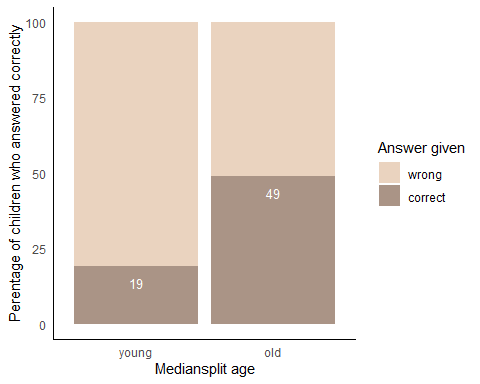 Perentage of children who answered correctly
100
75
50
25
0
19
49
young
old
Mediansplit age
Answer given
wrong
correct